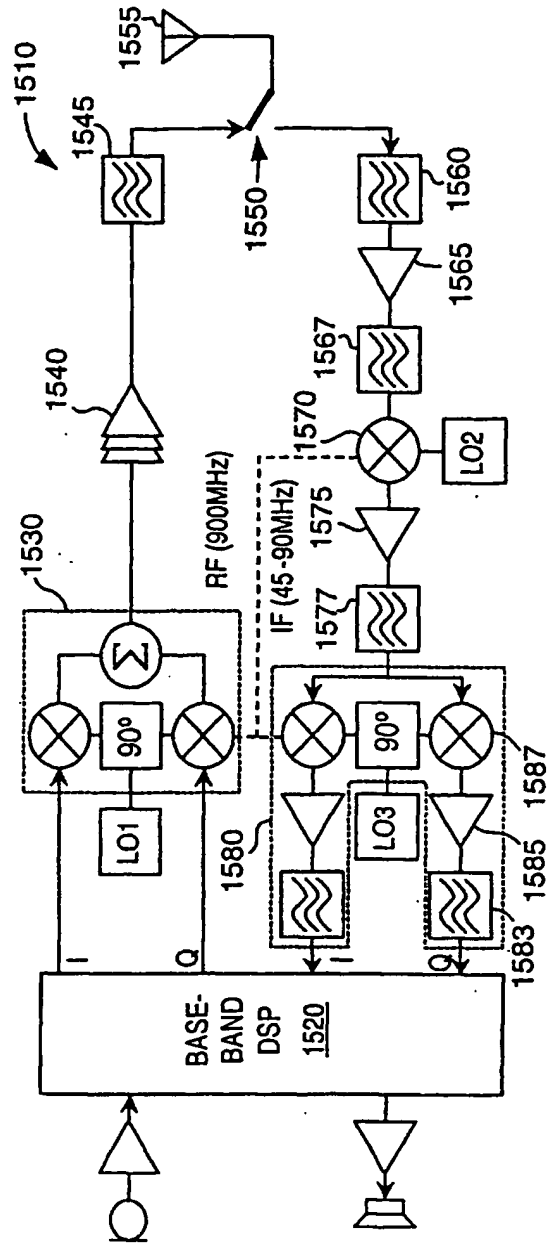 1510
1555
1545
1550
1540
1530
Σ
90°
LO1
I
Q
RF (900MHz)
IF (45-90MHz)
1560
1565
1567
1570
LO2
1575
1577
1580
90°
LO3
1587
1585
1583
I
Q
BASE-
BAND
DSP
1520